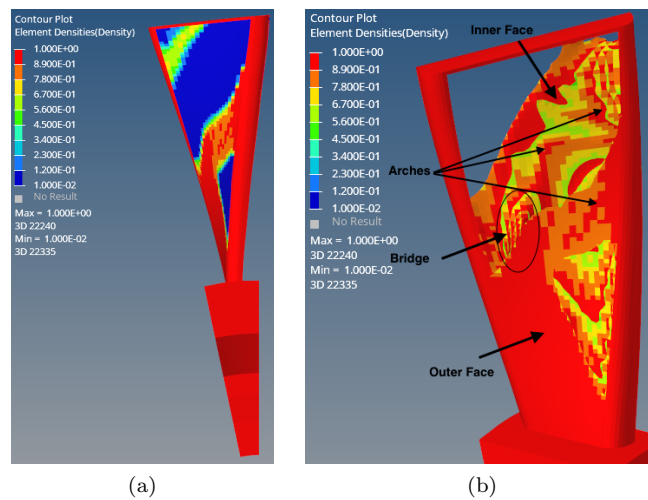 Contour Plot
Element Densities(Density)
1.000E+00
8.900E-01
7.800E-01
6.700E-01
5.600E-01
4.500E-01
3.400E-01
2.300E-01
1.200E-01
1.000E-02
No Result
Max = 1.000E+00
3D 22240
Min = 1.000E-02
3D 22335
(a)
Contour Plot
Element Densities(Density)
1.000E+00
8.900E-01
7.800E-01
6.700E-01
5.600E-01
4.500E-01
3.400E-01
2.300E-01
1.200E-01
1.000E-02
No Result
Max = 1.000E+00
3D 22240
Min = 1.000E-02
3D 22335
Inner Face
Arches
Bridge
Outer Face
(b)